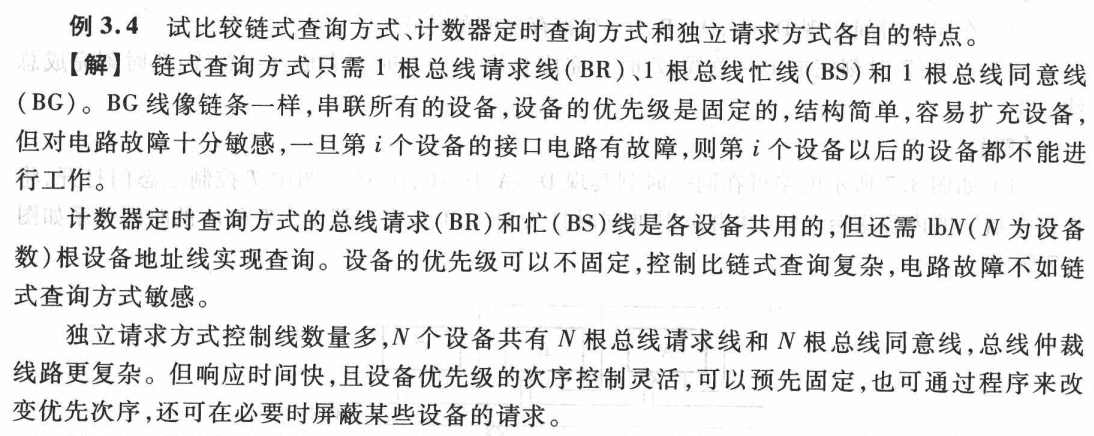 例 3.4 试比较链式查询方式、计数器定时查询方式和独立请求方式各自的特点。
【解】 链式查询方式只需 1 根总线请求线(BR)、1 根总线忙线(BS)和 1 根总线同意线
(BG)。BG 线像链条一样,串联所有的设备,设备的优先级是固定的,结构简单,容易扩充设备,
但对电路故障十分敏感,一旦第 i 个设备的接口电路有故障,则第 i 个设备以后的设备都不能进
行工作。
计数器定时查询方式的总线请求(BR)和忙(BS)线是各设备共用的,但还需 lbN(N 为设备
数)根设备地址线实现查询。设备的优先级可以不固定,控制比链式查询复杂,电路故障不如链
式查询方式敏感。
独立请求方式控制线数量多,N 个设备共有 N 根总线请求线和 N 根总线同意线,总线仲裁
线路更复杂。但响应时间快,且设备优先级的次序控制灵活,可以预先固定,也可通过程序来改
变优先次序,还可在必要时屏蔽某些设备的请求。